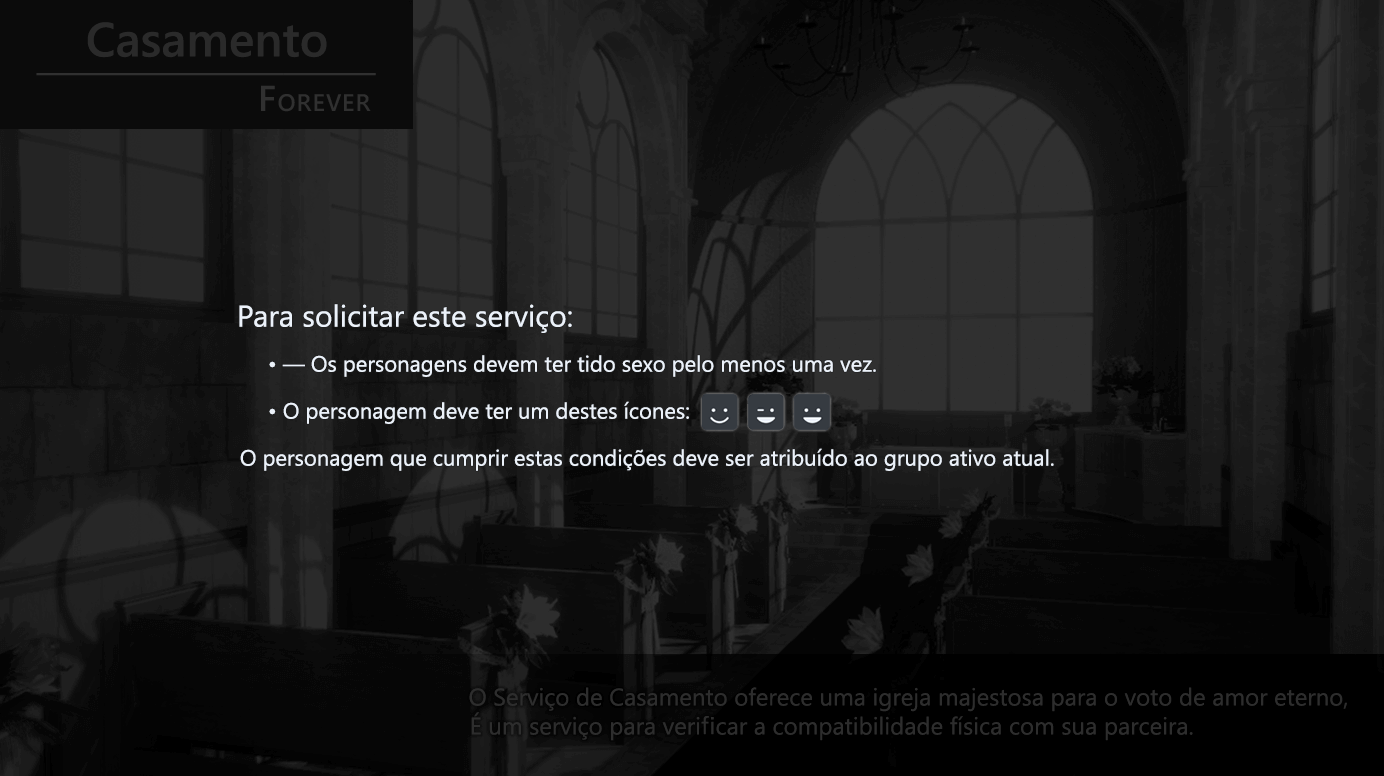 Casamento
FOREVER
Para solicitar este serviço:
• — Os personagens devem ter tido sexo pelo menos uma vez.
• O personagem deve ter um destes ícones:
O personagem que cumprir estas condições deve ser atribuído ao grupo ativo atual.
O Serviço de Casamento oferece uma igreja majestosa para o voto de amor eterno,
É um serviço para verificar a compatibilidade física com sua parceira.